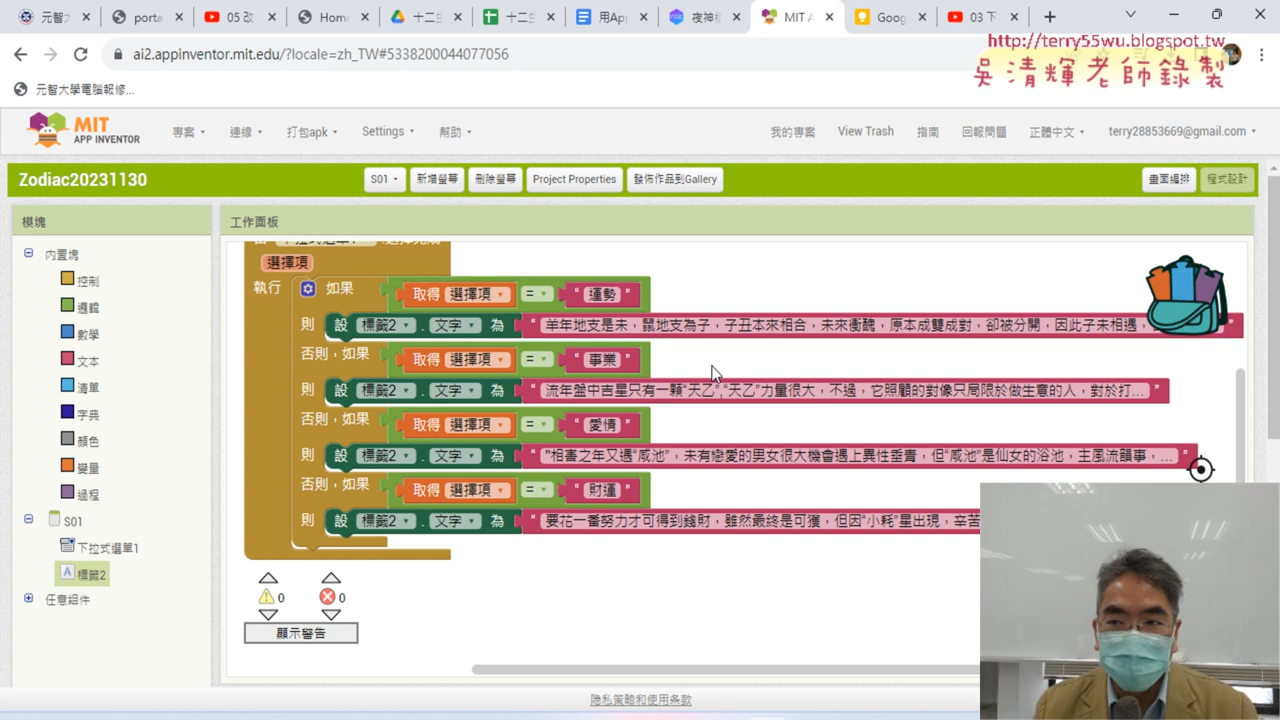 元智大
porta
05 改
Home
十二生
十二生
用Ap
夜神
MIT A
Goog
03 下
ai2.appinventor.mit.edu/?locale=zh_TW#5338200044077056
http://terry55wu.blogspot.tw
吳清輝老師錄製
元智大學電腦報修...
MIT
APP INVENTOR
專案
連線
打包apk
Settings
幫助
我的專案
View Trash
指南
回報問題
正體中文
terry28853669@gmail.com
Zodiac20231130
S01
新增螢幕
刪除螢幕
Project Properties
發佈作品到Gallery
畫面編排
程式設計
模塊
工作面板
內置塊
控制
邏輯
數學
文本
清單
字典
顏色
變量
過程
S01
下拉式選單1
標籤2
任意組件
選擇項
執行 如果 取得 選擇項 = “ 運勢 ”
則 設 標籤2 . 文字 為 “ 羊年地支是未，鼠地支為子，子丑本來相合，未來衝醜，原本成雙成對，卻被分開，因此子未相遇， ”
否則，如果 取得 選擇項 = “ 事業 ”
則 設 標籤2 . 文字 為 “ 流年盤中吉星只有一顆“天乙”,“天乙”力量很大，不過，它照顧的對像只局限於做生意的人，對於打... ”
否則，如果 取得 選擇項 = “ 愛情 ”
則 設 標籤2 . 文字 為 “ "相害之年又遇“咸池”，未有戀愛的男女很大機會遇上異性垂青，但“咸池”是仙女的浴池，主風流韻事，... ”
否則，如果 取得 選擇項 = “ 財運 ”
則 設 標籤2 . 文字 為 “ 要花一番努力才可得到錢財，雖然最終是可獲，但因“小耗”星出現，辛苦
0
0
顯示警告
隱私策略和使用條款